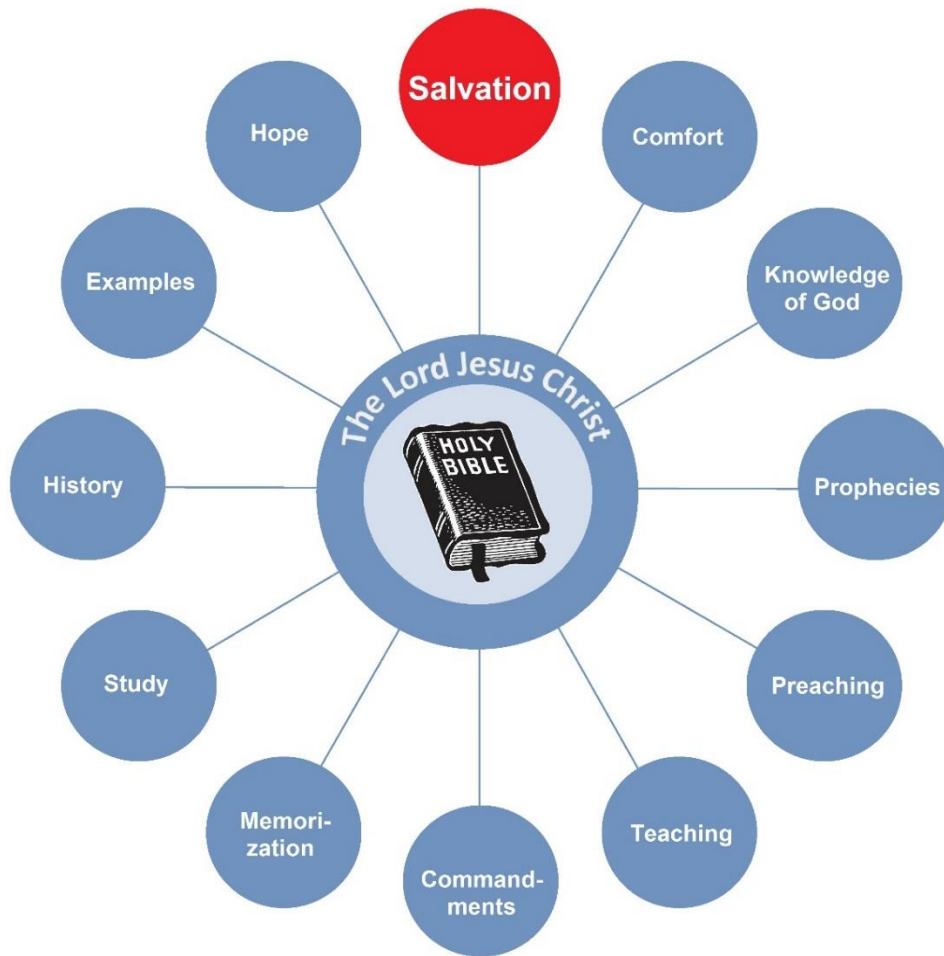 Salvation
Comfort
Knowledge
of God
Prophecies
Preaching
Teaching
Command-
ments
Memori-
zation
Study
History
Examples
Hope
The Lord Jesus Christ
HOLY
BIBLE